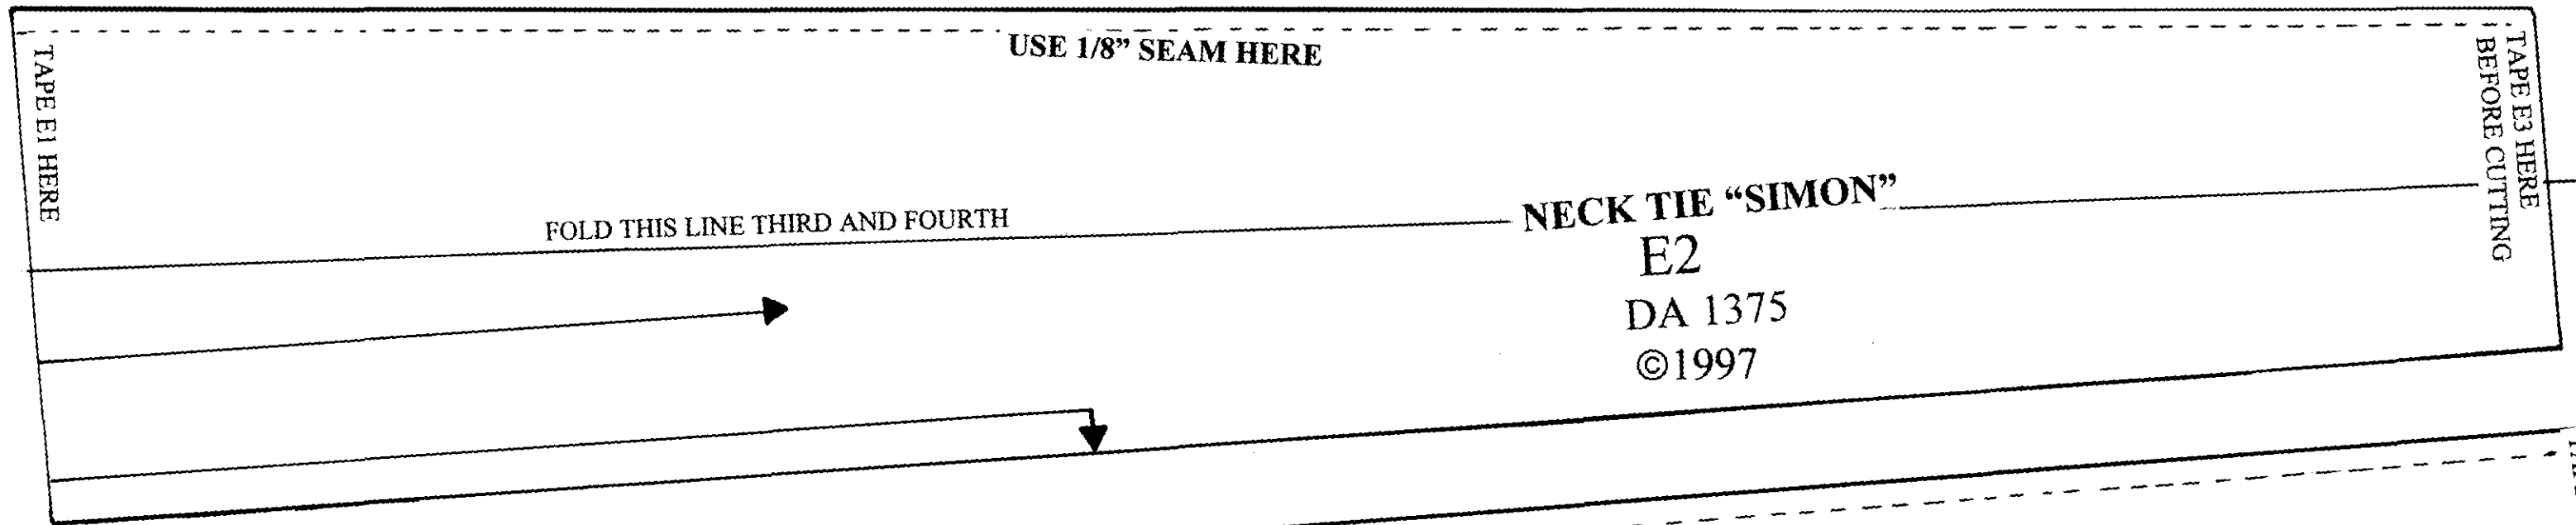 USE 1/8” SEAM HERE
TAPE E1 HERE
TAPE E3 HERE
BEFORE CUTTING
FOLD THIS LINE THIRD AND FOURTH
NECK TIE “SIMON”
E2
DA 1375
©1997